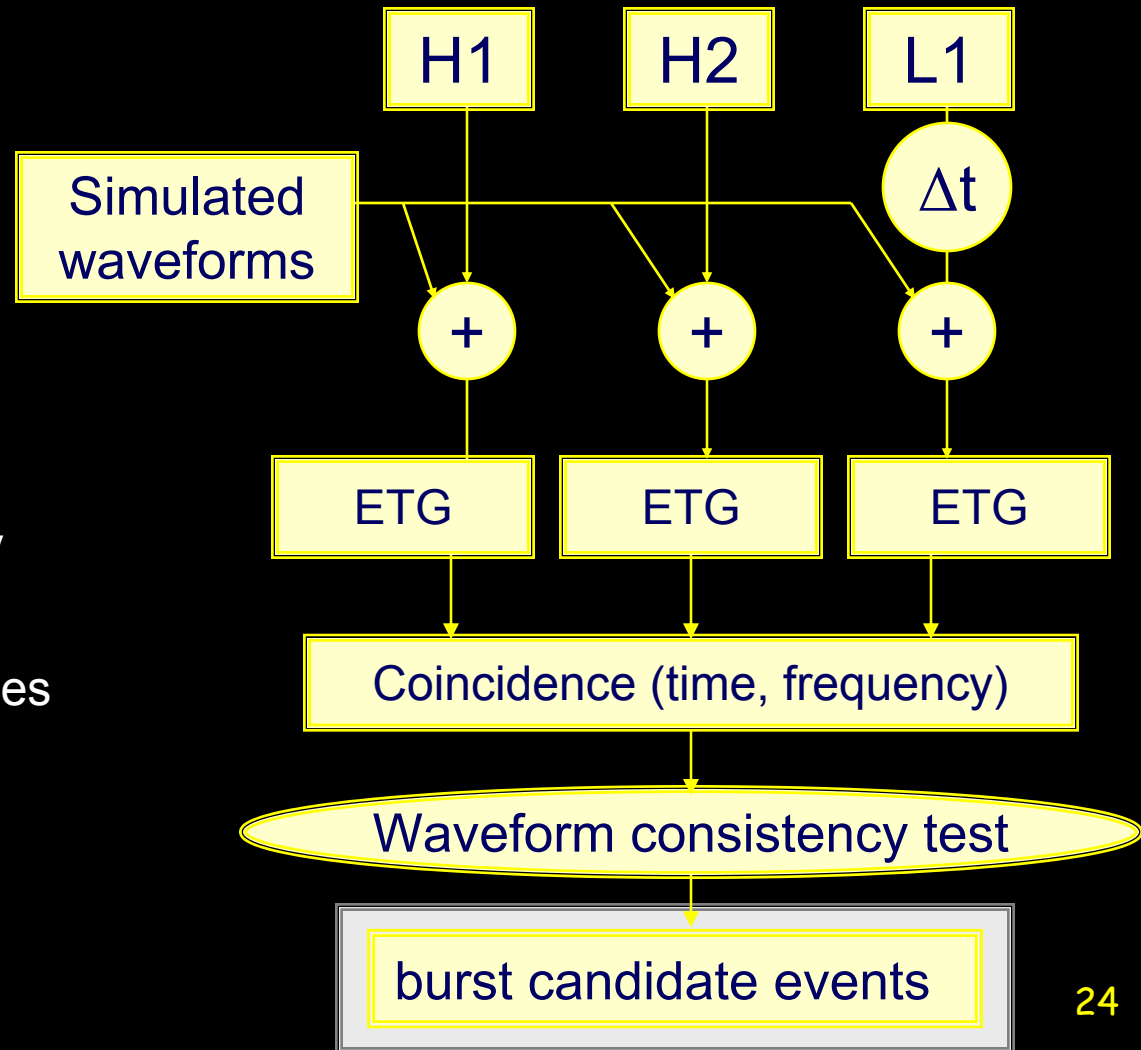 H1
H2
L1
Δt
Simulated
waveforms
+
+
+
ETG
ETG
ETG
es
Coincidence (time, frequency)
Waveform consistency test
burst candidate events
24